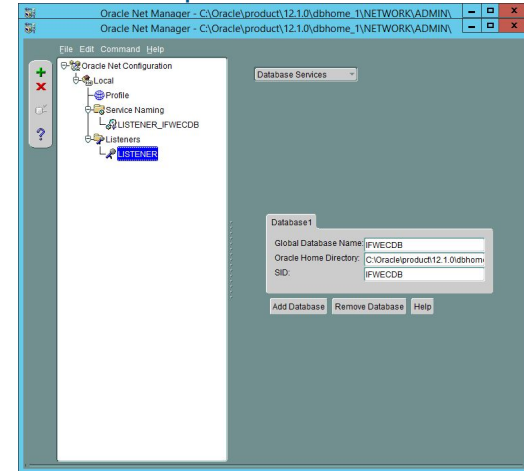 Oracle Net Manager - C:\Oracle\product\12.1.0\dbhome_1\NETWORK\ADMIN\
Oracle Net Manager - C:\Oracle\product\12.1.0\dbhome_1\NETWORK\ADMIN\
File Edit Command Help
Oracle Net Configuration
Local
Profile
Service Naming
LISTENER_IFWECDB
Listeners
LISTENER
Database Services
Database1
Global Database Name: IFWECDB
Oracle Home Directory: C:\Oracle\product\12.1.0\dbhom
SID: IFWECDB
Add Database Remove Database Help